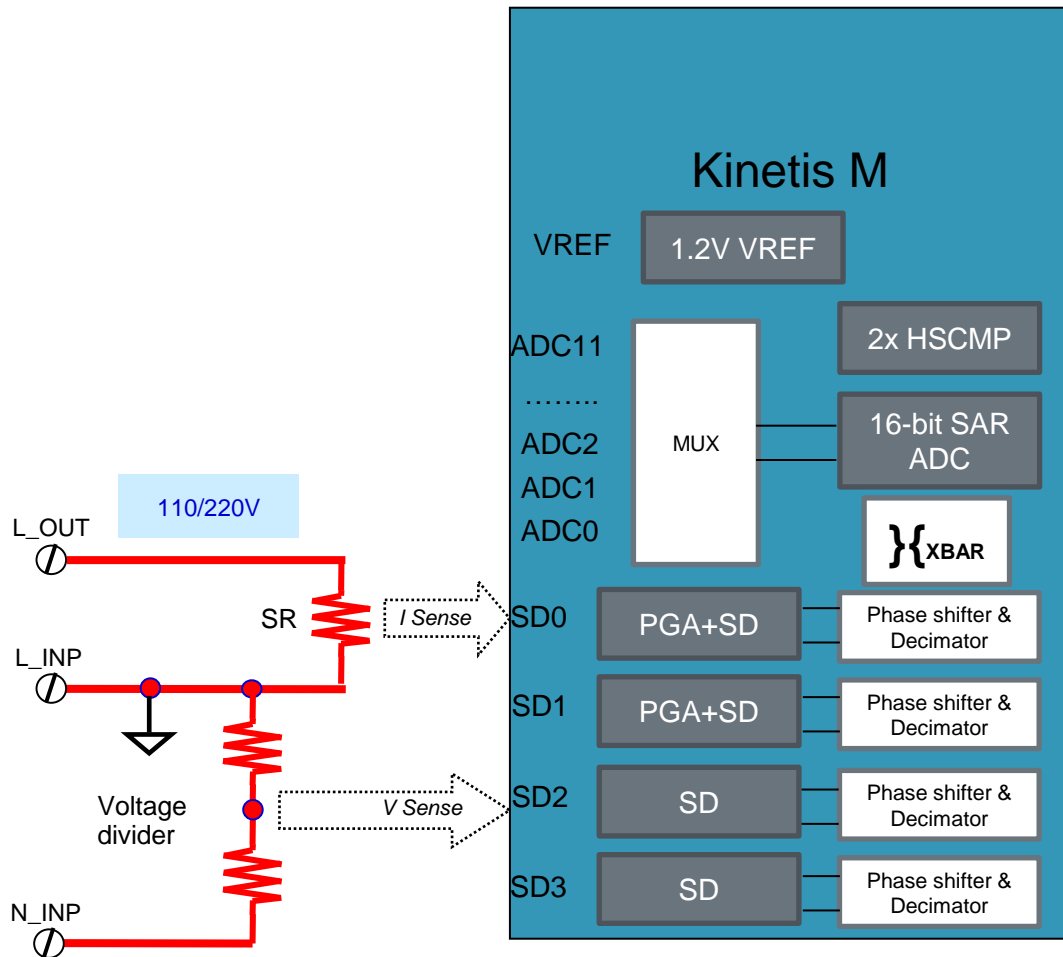 Kinetis M
VREF
1.2V VREF
ADC11
........
ADC2
ADC1
ADC0
MUX
2x HSCMP
16-bit SAR
ADC
}{XBAR
110/220V
L_OUT
SR
I Sense
L_INP
Voltage
divider
V Sense
N_INP
SD0
PGA+SD
Phase shifter &
Decimator
SD1
PGA+SD
Phase shifter &
Decimator
SD2
SD
Phase shifter &
Decimator
SD3
SD
Phase shifter &
Decimator